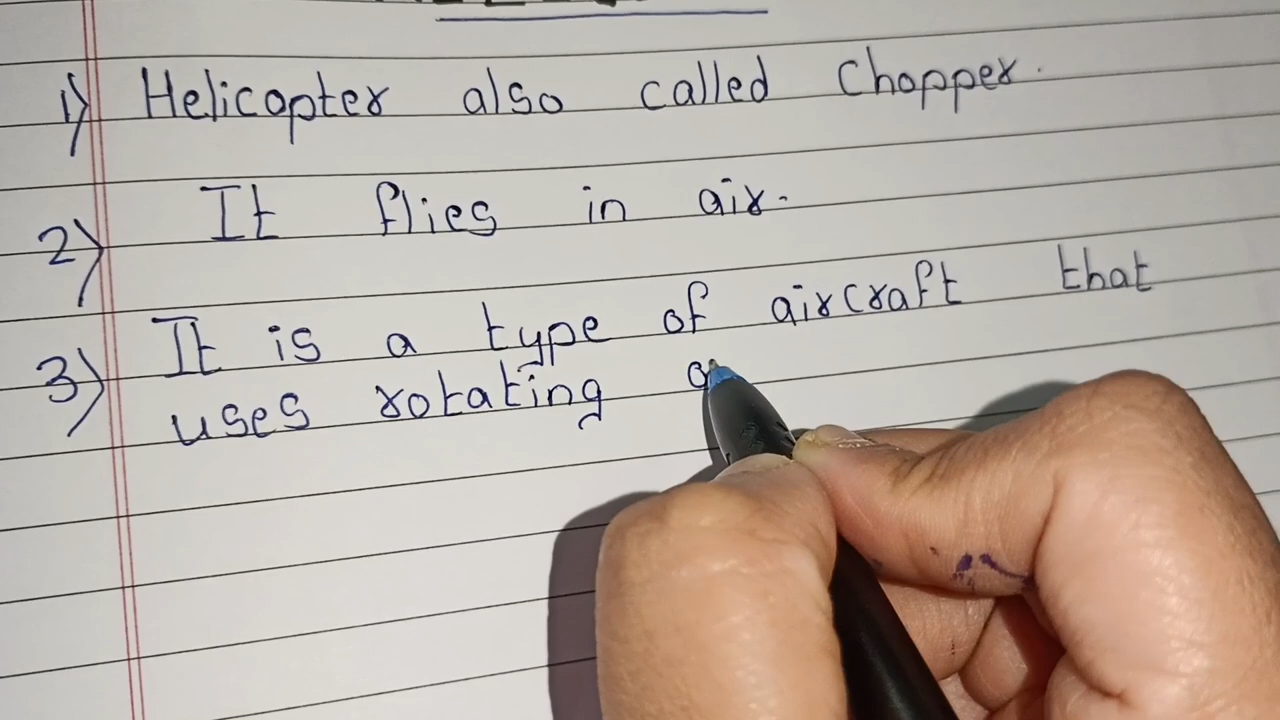 1) Helicopter also called Chopper.
2) It flies in air.
3) It is a type of aircraft that
uses rotating